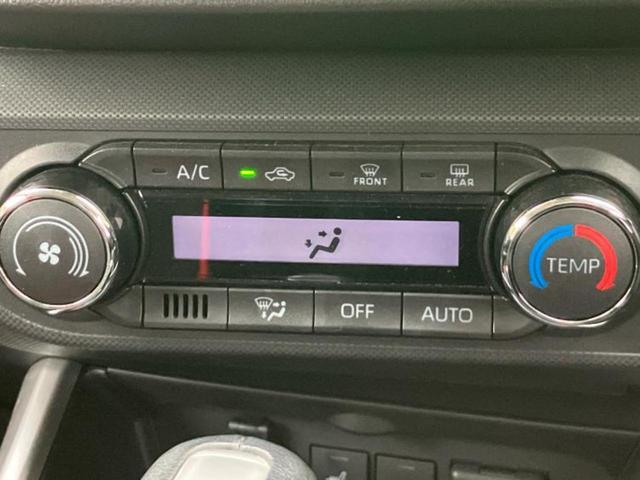 A/C
FRONT
REAR
TEMP
OFF
AUTO